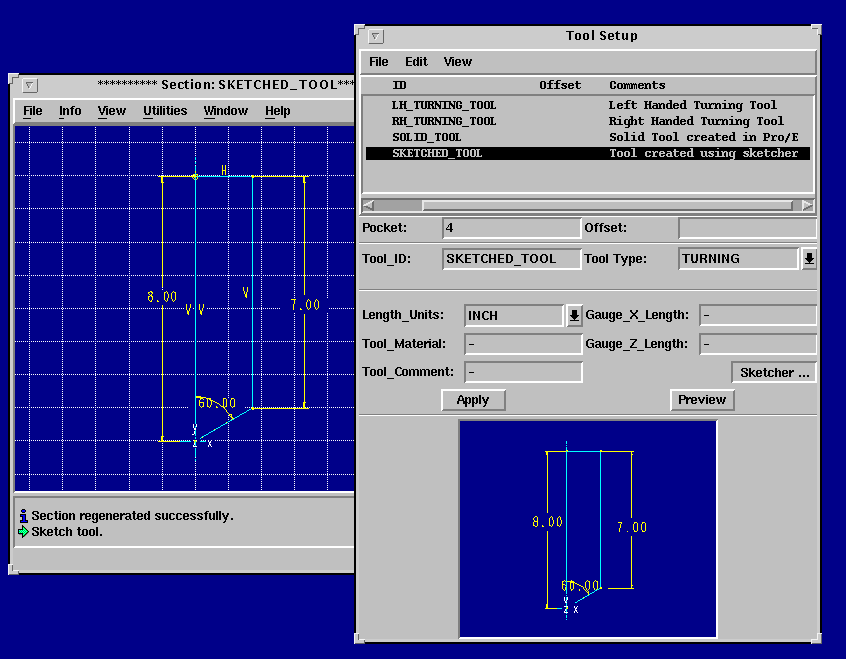 ********** Section: SKETCHED_TOOL***
File Info View Utilities Window Help
H
8.00
V V
V
7.00
60.00
Y
Z X
Section regenerated successfully.
Sketch tool.
Tool Setup
File Edit View
ID Offset Comments
LH_TURNING_TOOL Left Handed Turning Tool
RH_TURNING_TOOL Right Handed Turning Tool
SOLID_TOOL Solid Tool created in Pro/E
SKETCHED_TOOL Tool created using sketcher
Pocket: 4 Offset:
Tool_ID: SKETCHED_TOOL Tool Type: TURNING
Length_Units: INCH Gauge_X_Length: -
Tool_Material: - Gauge_Z_Length: -
Tool_Comment: - Sketcher ...
Apply Preview
8.00
7.00
60.00
Y
Z X